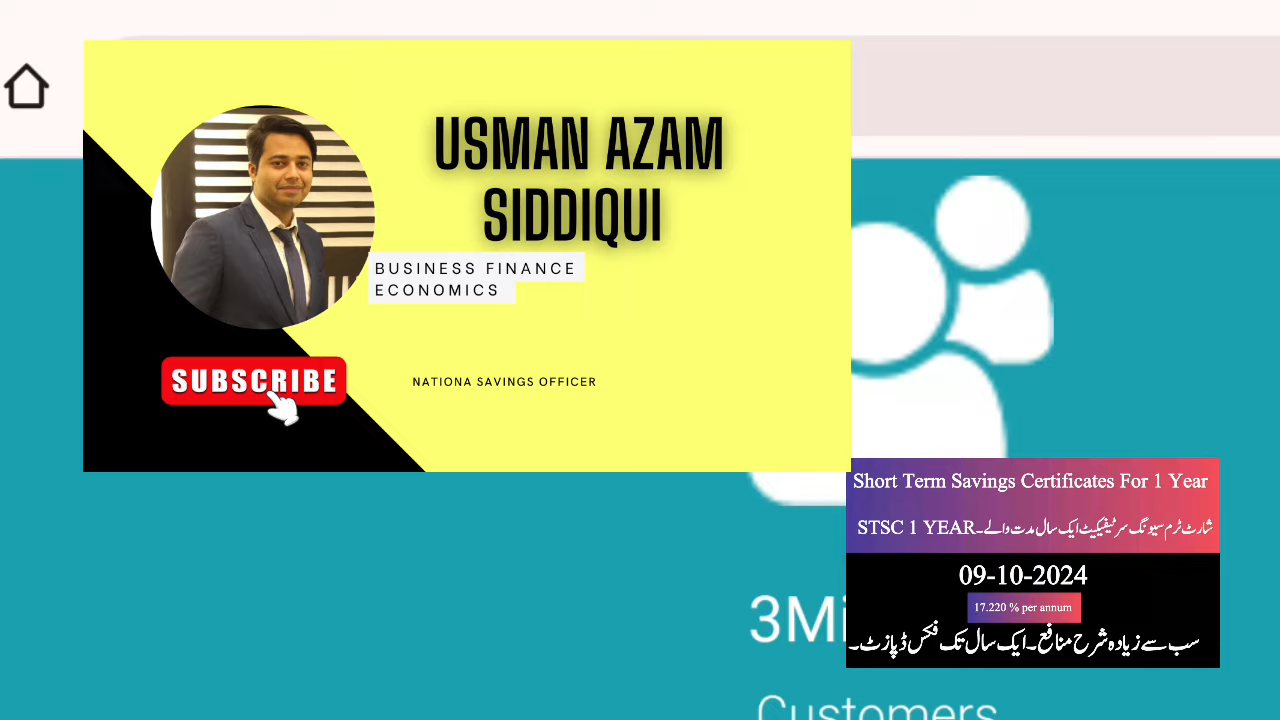 USMAN AZAM
SIDDIQUI
BUSINESS FINANCE
ECONOMICS
SUBSCRIBE
NATIONA SAVINGS OFFICER
Short Term Savings Certificates For 1 Year
شارٹ ٹرم سیونگ سرٹیفیکیٹ ایک سال مدت والے۔STSC 1 YEAR
09-10-2024
17.220 % per annum
سب سے زیادہ شرح منافع۔ایک سال تک فکس ڈپازٹ۔
3Mi
Customers